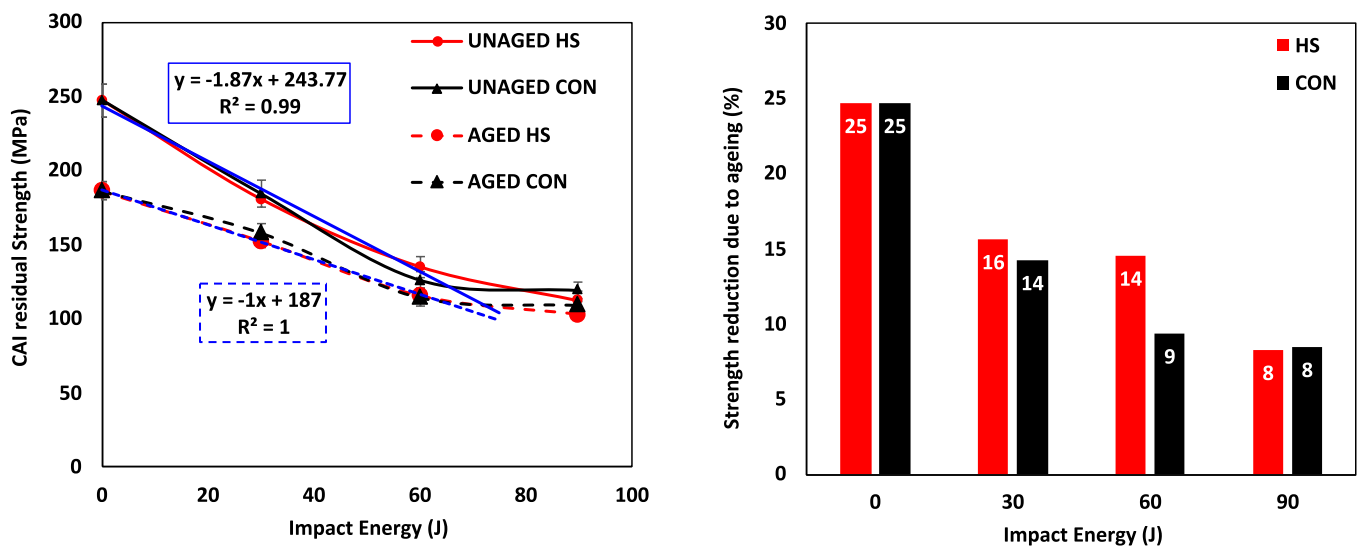 CAI residual Strength (MPa)
300
250
200
150
100
50
0
0 20 40 60 80 100
Impact Energy (J)
UNAGED HS
UNAGED CON
AGED HS
AGED CON
y = -1.87x + 243.77
R² = 0.99
y = -1x + 187
R² = 1
Strength reduction due to ageing (%)
30
25
20
15
10
5
0
HS
CON
25 25
16 14
14 9
8 8
0 30 60 90
Impact Energy (J)